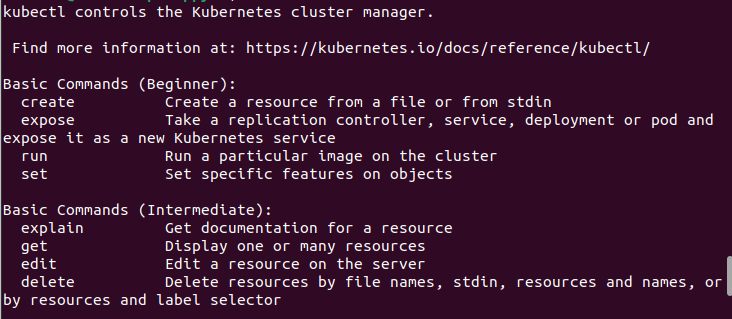 kubectl controls the Kubernetes cluster manager.
Find more information at: https://kubernetes.io/docs/reference/kubectl/
Basic Commands (Beginner):
create Create a resource from a file or from stdin
expose Take a replication controller, service, deployment or pod and
expose it as a new Kubernetes service
run Run a particular image on the cluster
set Set specific features on objects
Basic Commands (Intermediate):
explain Get documentation for a resource
get Display one or many resources
edit Edit a resource on the server
delete Delete resources by file names, stdin, resources and names, or
by resources and label selector